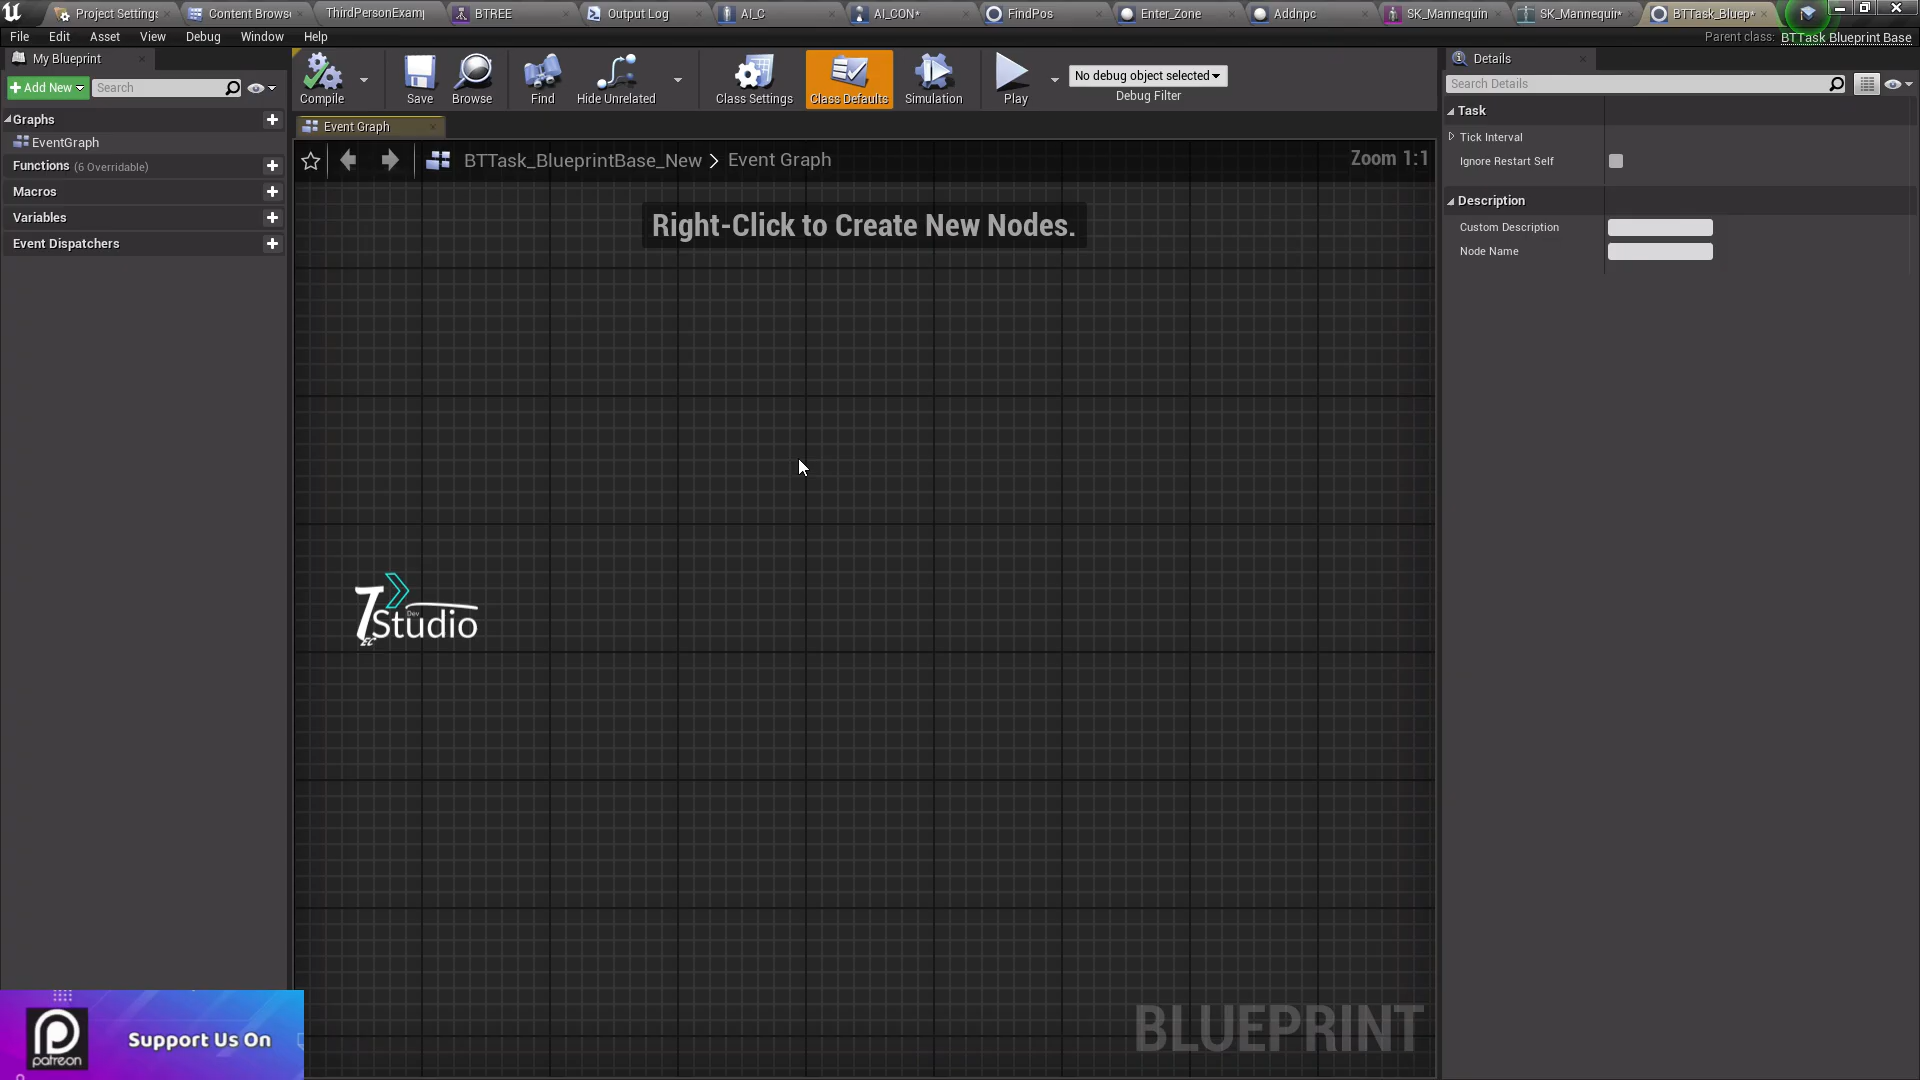 Project Settings
Content Brows
ThirdPersonExamp
BTREE
Output Log
AI_C
AI_CON*
FindPos
Enter_Zone
Addnpc
SK_Mannequin
SK_Mannequin*
BTTask_Bluep*
File Edit Asset View Debug Window Help
Parent class: BTTask Blueprint Base
My Blueprint
Add New
Search
Graphs
EventGraph
Functions (6 Overridable)
Macros
Variables
Event Dispatchers
Compile
Save
Browse
Find
Hide Unrelated
Class Settings
Class Defaults
Simulation
Play
No debug object selected
Debug Filter
Event Graph
BTTask_BlueprintBase_New > Event Graph
Zoom 1:1
Right-Click to Create New Nodes.
Details
Search Details
Task
Tick Interval
Ignore Restart Self
Description
Custom Description
Node Name
Dev
Studio
BLUEPRINT
patreon
Support Us On